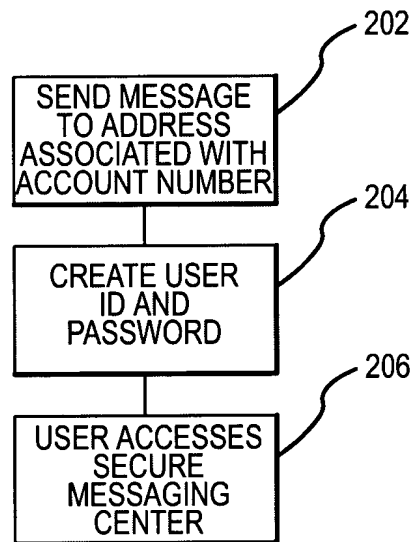 202
SEND MESSAGE
TO ADDRESS
ASSOCIATED WITH
ACCOUNT NUMBER
204
CREATE USER
ID AND
PASSWORD
206
USER ACCESSES
SECURE
MESSAGING
CENTER